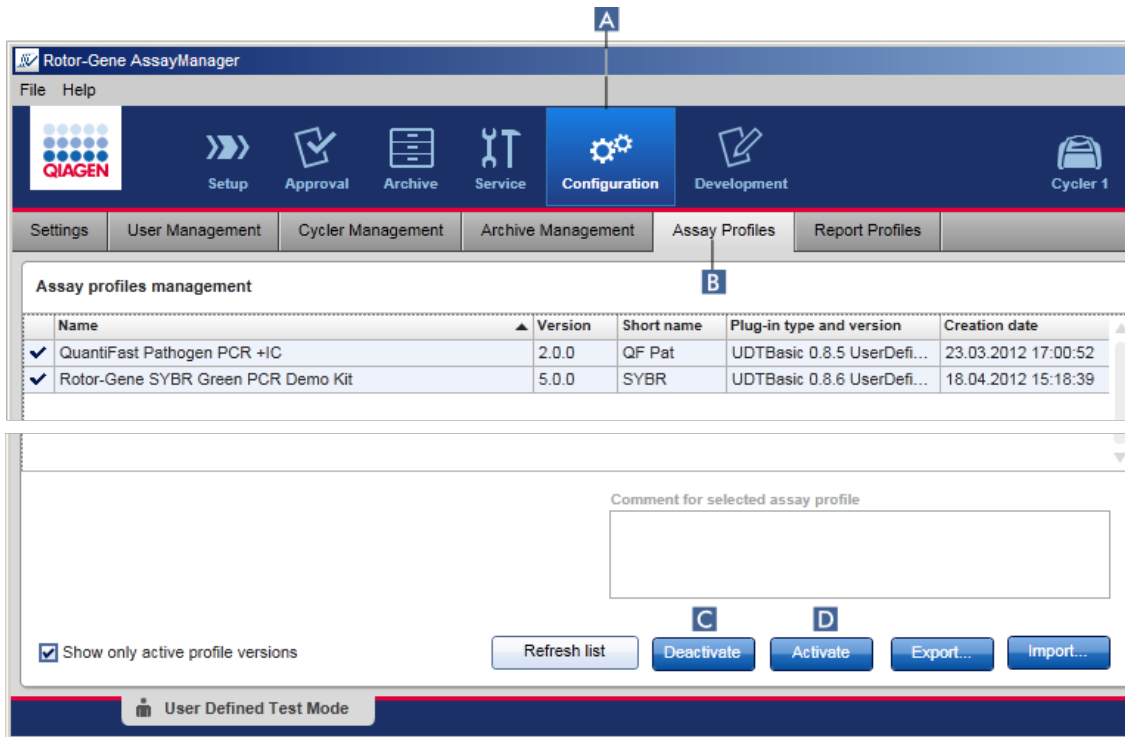 A
Rotor-Gene AssayManager
File Help
QIAGEN
Setup Approval Archive Service Configuration Development Cycler 1
Settings User Management Cycler Management Archive Management Assay Profiles Report Profiles
B
Assay profiles management
Name Version Short name Plug-in type and version Creation date
QuantiFast Pathogen PCR +IC 2.0.0 QF Pat UDTBasic 0.8.5 UserDefi... 23.03.2012 17:00:52
Rotor-Gene SYBR Green PCR Demo Kit 5.0.0 SYBR UDTBasic 0.8.6 UserDefi... 18.04.2012 15:18:39
Comment for selected assay profile
C D
Show only active profile versions Refresh list Deactivate Activate Export... Import...
User Defined Test Mode